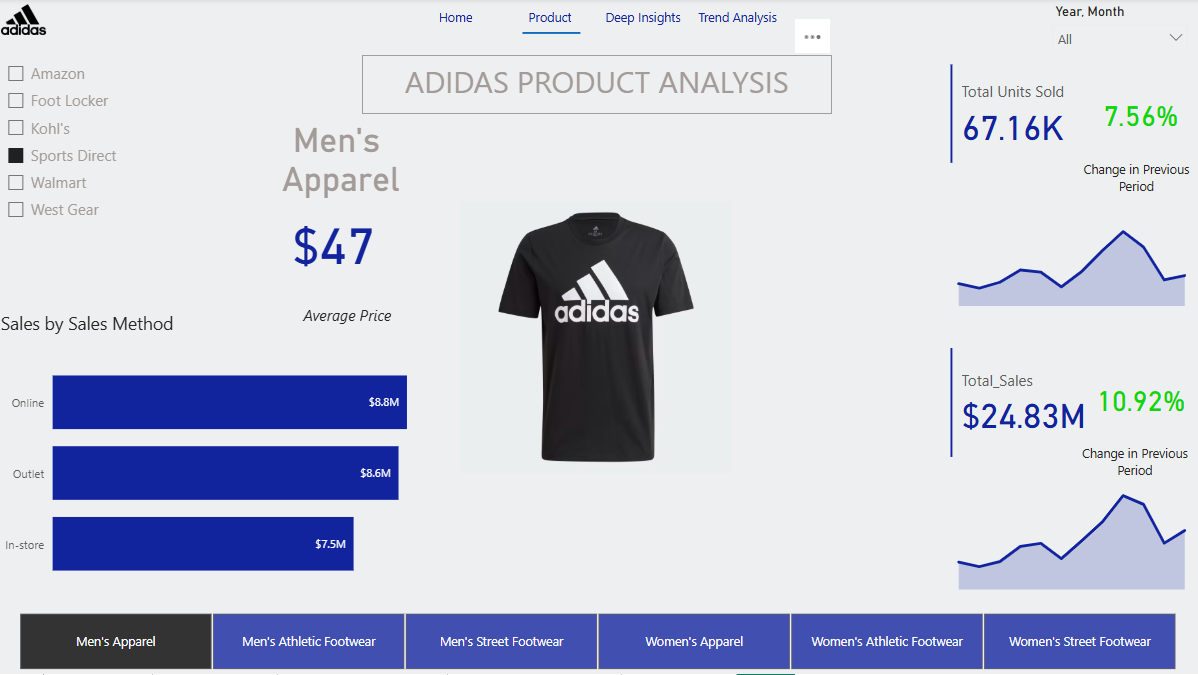 adidas
Home
Product
Deep Insights
Trend Analysis
Year, Month
All
Amazon
Foot Locker
Kohl's
Sports Direct
Walmart
West Gear
ADIDAS PRODUCT ANALYSIS
Men's
Apparel
$47
Average Price
adidas
Total Units Sold
67.16K
7.56%
Change in Previous
Period
Sales by Sales Method
Online
$8.8M
Outlet
$8.6M
In-store
$7.5M
Total_Sales
$24.83M
10.92%
Change in Previous
Period
Men's Apparel
Men's Athletic Footwear
Men's Street Footwear
Women's Apparel
Women's Athletic Footwear
Women's Street Footwear